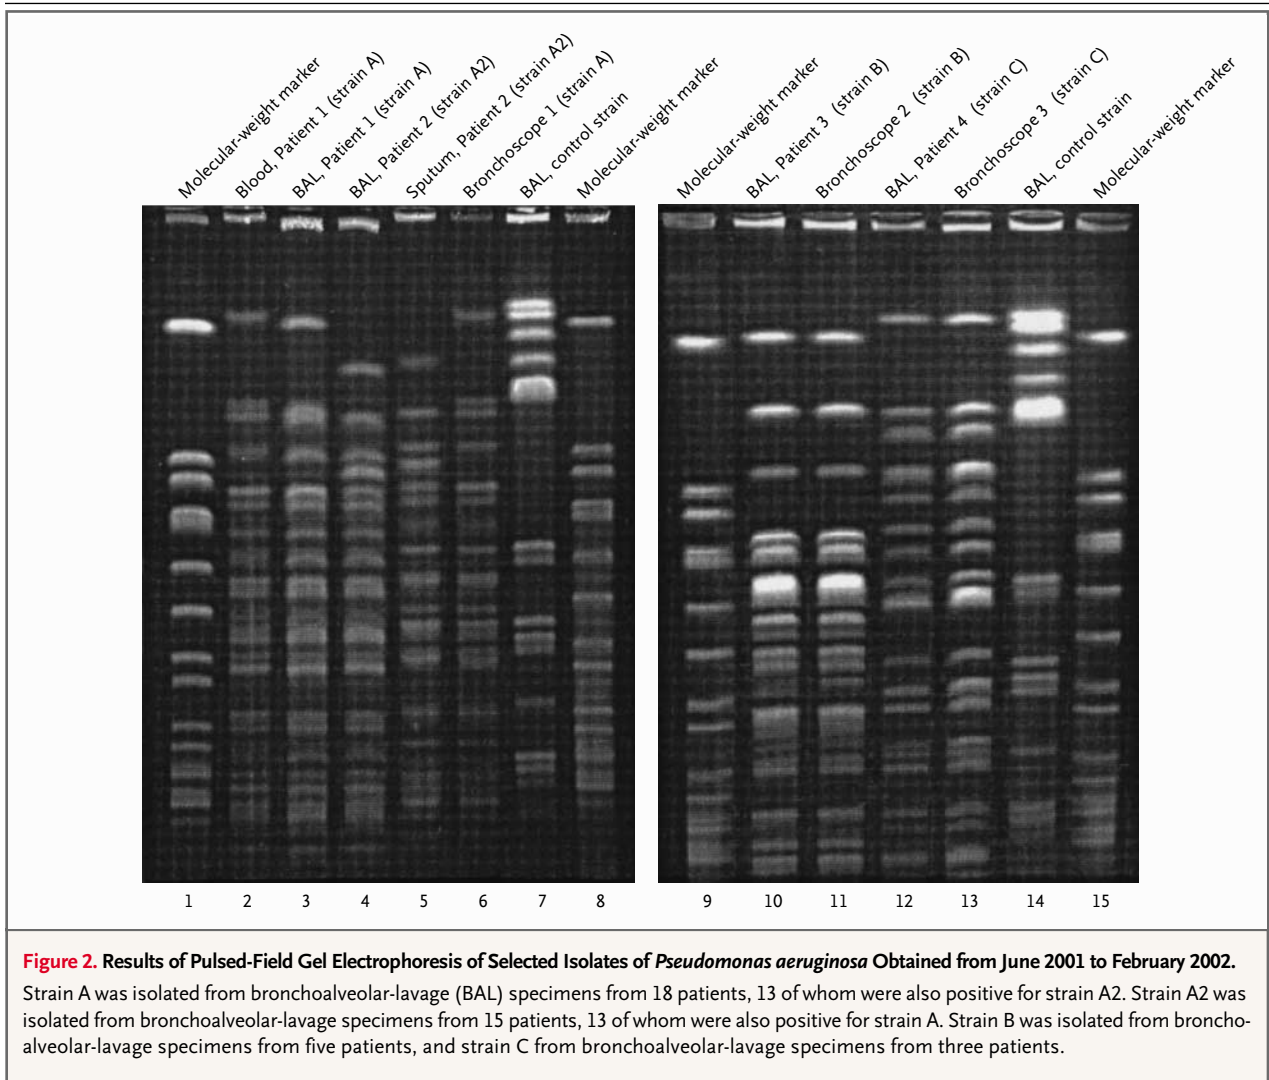 Molecular-weight marker
Blood, Patient 1 (strain A)
BAL, Patient 1 (strain A)
BAL, Patient 2 (strain A2)
Sputum, Patient 2 (strain A2)
Bronchoscope 1 (strain A)
BAL, control strain
Molecular-weight marker
Molecular-weight marker
BAL, Patient 3 (strain B)
Bronchoscope 2 (strain B)
BAL, Patient 4 (strain C)
Bronchoscope 3 (strain C)
BAL, control strain
Molecular-weight marker
1 2 3 4 5 6 7 8 9 10 11 12 13 14 15
Figure 2. Results of Pulsed-Field Gel Electrophoresis of Selected Isolates of Pseudomonas aeruginosa Obtained from June 2001 to February 2002.
Strain A was isolated from bronchoalveolar-lavage (BAL) specimens from 18 patients, 13 of whom were also positive for strain A2. Strain A2 was
isolated from bronchoalveolar-lavage specimens from 15 patients, 13 of whom were also positive for strain A. Strain B was isolated from broncho-
alveolar-lavage specimens from five patients, and strain C from bronchoalveolar-lavage specimens from three patients.